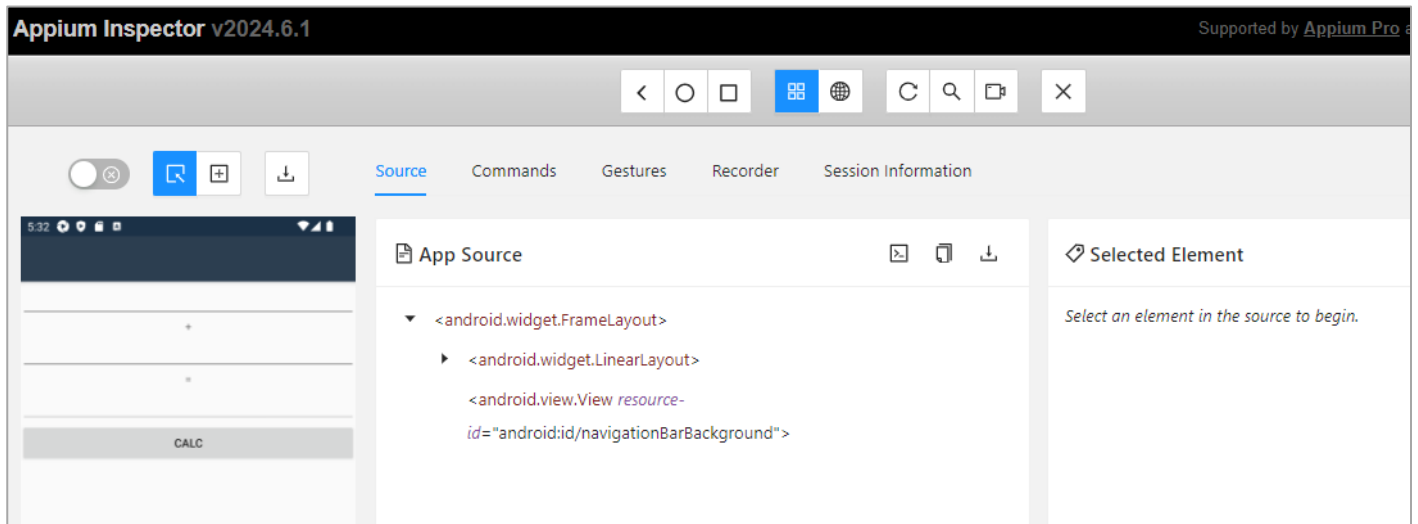 Appium Inspector v2024.6.1
Supported by Appium Pro
Source Commands Gestures Recorder Session Information
5:32
App Source
Selected Element
<android.widget.FrameLayout>
Select an element in the source to begin.
+
<android.widget.LinearLayout>
=
<android.view.View resource-
id="android:id/navigationBarBackground">
CALC